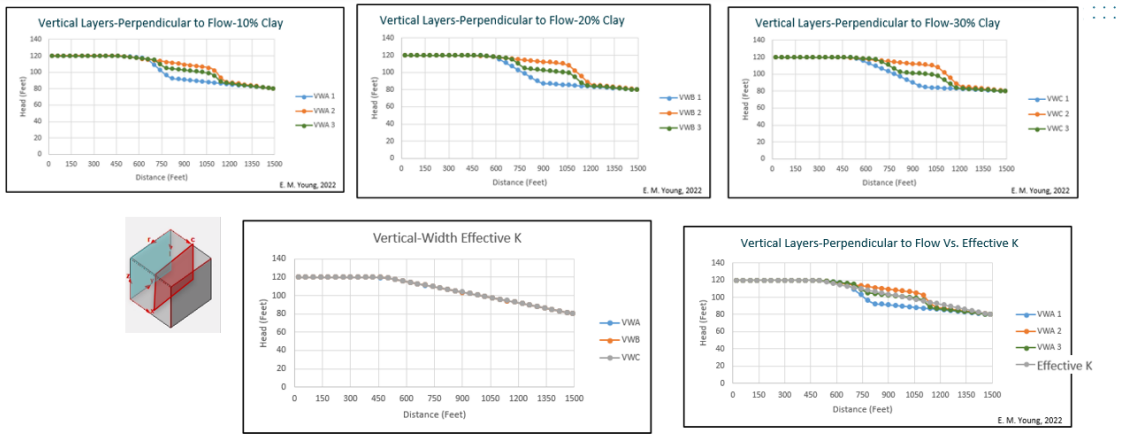 Vertical Layers-Perpendicular to Flow-10% Clay
140
120
100
80
60
40
20
0
Head (Feet)
0 150 300 450 600 750 900 1050 1200 1350 1500
Distance (Feet)
VWA 1
VWA 2
VWA 3
E. M. Young, 2022
Vertical Layers-Perpendicular to Flow-20% Clay
140
120
100
80
60
40
20
0
Head (Feet)
0 150 300 450 600 750 900 1050 1200 1350 1500
Distance (Feet)
VWB 1
VWB 2
VWB 3
E. M. Young, 2022
Vertical Layers-Perpendicular to Flow-30% Clay
140
120
100
80
60
40
20
0
Head (Feet)
0 150 300 450 600 750 900 1050 1200 1350 1500
Distance (Feet)
VWC 1
VWC 2
VWC 3
E. M. Young, 2022
Vertical-Width Effective K
140
120
100
80
60
40
20
0
Head (Feet)
0 150 300 450 600 750 900 1050 1200 1350 1500
Distance (Feet)
VWA
VWB
VWC
Vertical Layers-Perpendicular to Flow Vs. Effective K
140
120
100
80
60
40
20
0
Head (Feet)
0 150 300 450 600 750 900 1050 1200 1350 1500
Distance (Feet)
VWA 1
VWA 2
VWA 3
Effective K
E. M. Young, 2022